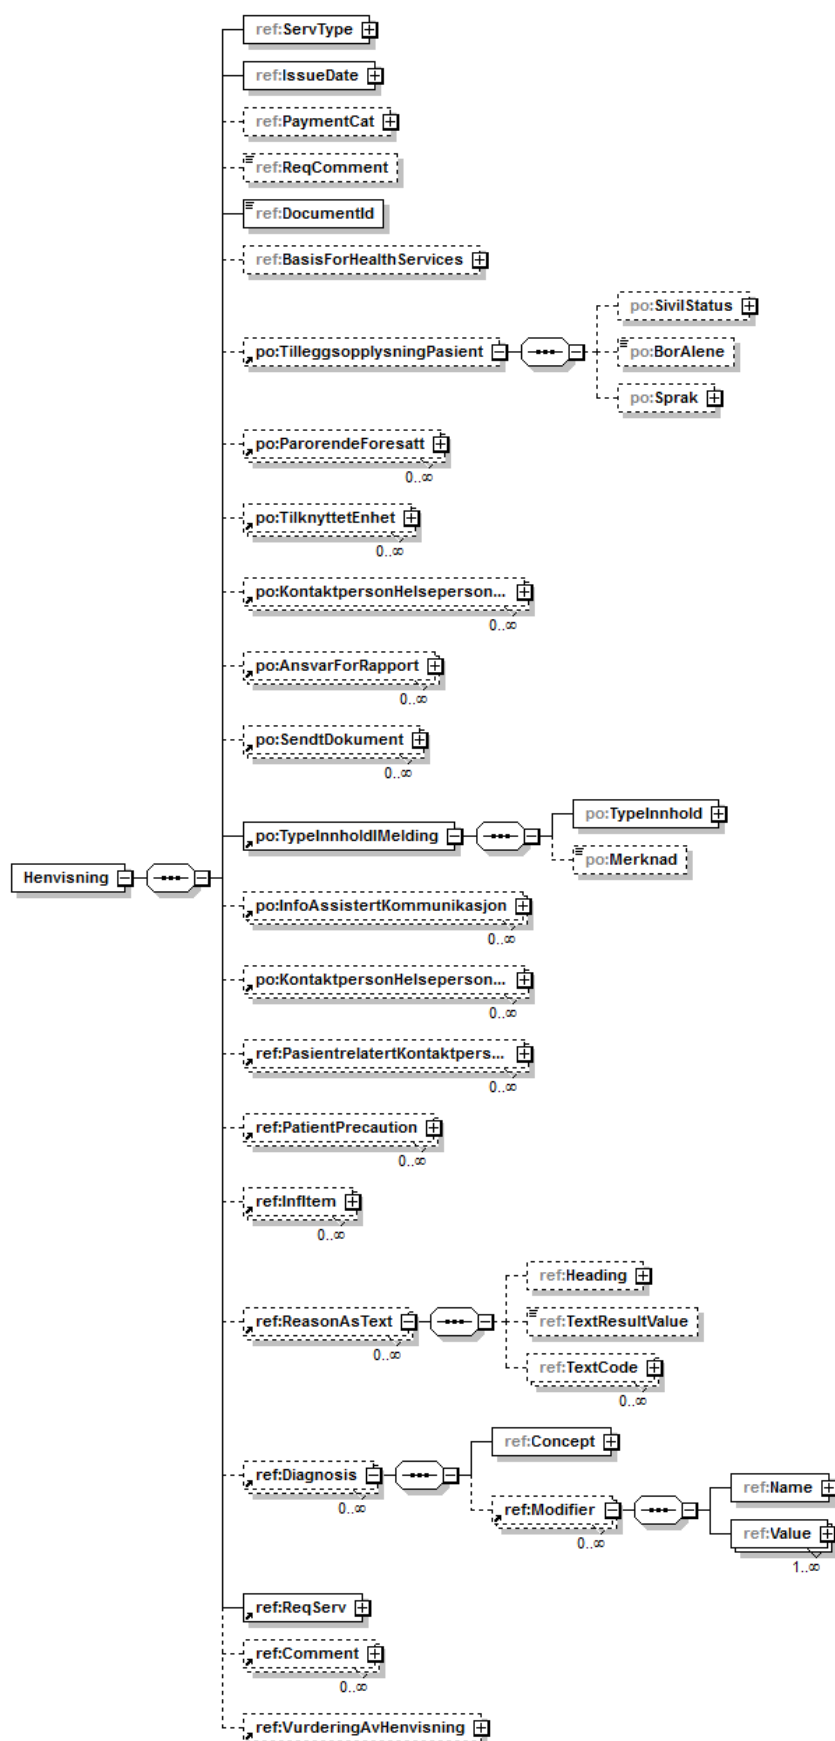 ref:ServType
ref:IssueDate
ref:PaymentCat
ref:ReqComment
ref:DocumentId
ref:BasisForHealthServices
po:SivilStatus
po:TilleggsopplysningPasient
po:BorAlene
po:Sprak
po:ParorendeForesatt
0..∞
po:TilknyttetEnhet
0..∞
po:KontaktpersonHelseperson...
0..∞
po:AnsvarForRapport
0..∞
po:SendtDokument
0..∞
po:TypeInnhold
po:TypeInnholdIMelding
po:Merknad
Henvisning
po:InfoAssistertKommunikasjon
0..∞
po:KontaktpersonHelseperson...
0..∞
ref:PasientrelatertKontaktpers...
0..∞
ref:PatientPrecaution
0..∞
ref:InfItem
0..∞
ref:Heading
ref:ReasonAsText
0..∞
ref:TextResultValue
ref:TextCode
0..∞
ref:Concept
ref:Diagnosis
0..∞
ref:Name
ref:Modifier
0..∞
ref:Value
1..∞
ref:ReqServ
ref:Comment
0..∞
ref:VurderingAvHenvisning